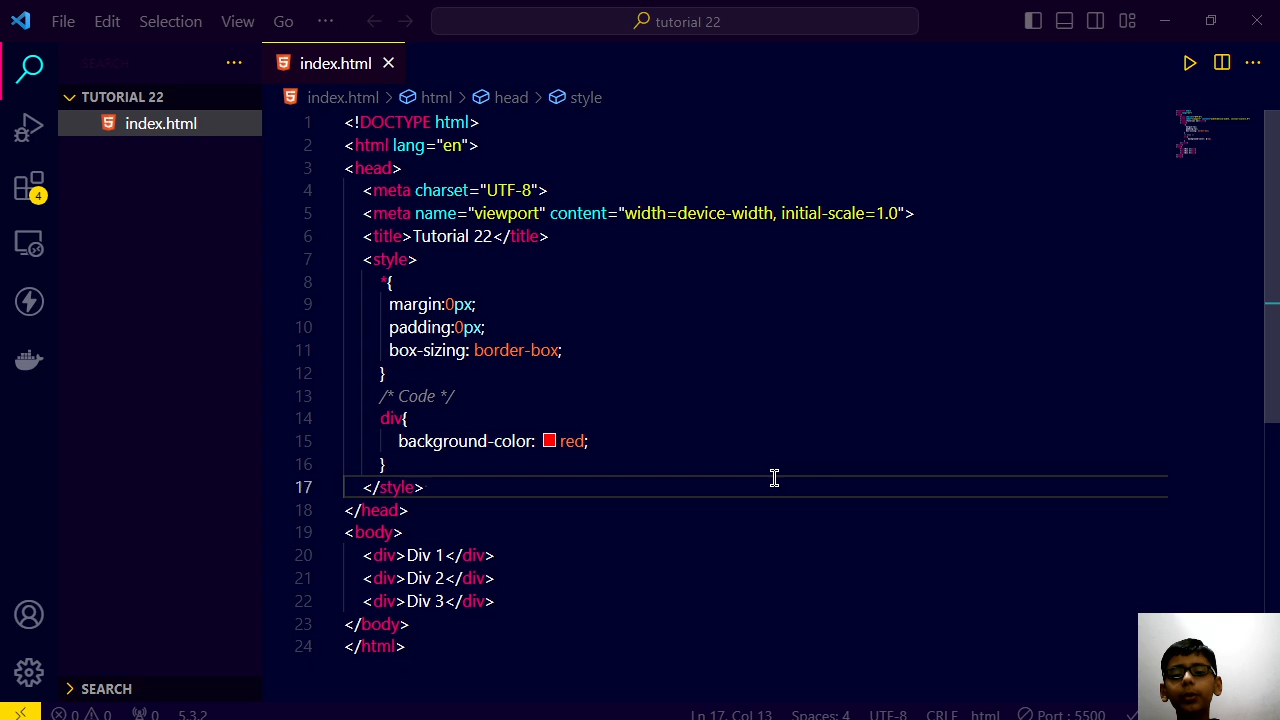 File Edit Selection View Go ···
tutorial 22
SEARCH
TUTORIAL 22
index.html
4
SEARCH
index.html
index.html > html > head > style
1 <!DOCTYPE html>
2 <html lang="en">
3 <head>
4 <meta charset="UTF-8">
5 <meta name="viewport" content="width=device-width, initial-scale=1.0">
6 <title>Tutorial 22</title>
7 <style>
8 *{
9 margin:0px;
10 padding:0px;
11 box-sizing: border-box;
12 }
13 /* Code */
14 div{
15 background-color: red;
16 }
17 </style>
18 </head>
19 <body>
20 <div>Div 1</div>
21 <div>Div 2</div>
22 <div>Div 3</div>
23 </body>
24 </html>
0 0 0 5.3.2 Ln 17, Col 13 Spaces: 4 UTF-8 CRLF html Port : 5500